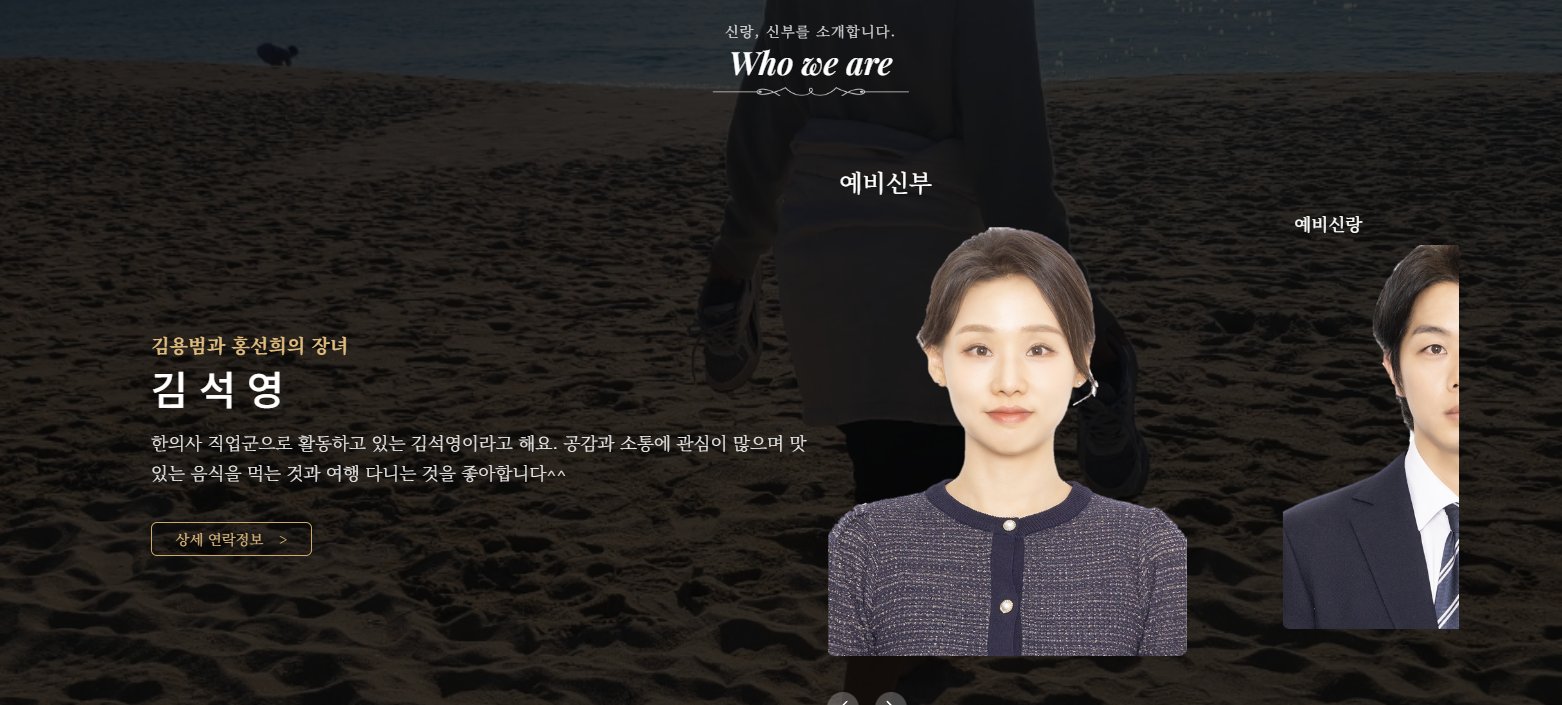 신랑, 신부를 소개합니다.
Who we are
예비신부
예비신랑
김용범과 홍선희의 장녀
김 석 영
한의사 직업군으로 활동하고 있는 김석영이라고 해요. 공감과 소통에 관심이 많으며 맛
있는 음식을 먹는 것과 여행 다니는 것을 좋아합니다^^
상세 연락정보 >